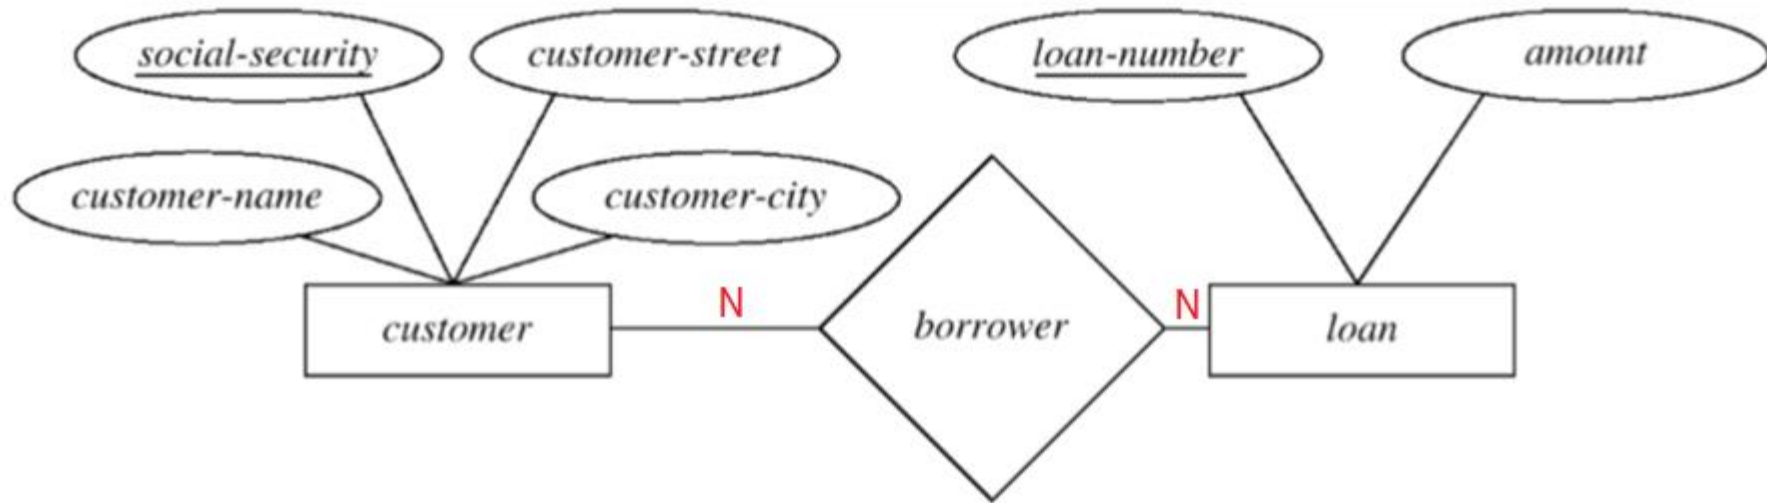 social-security
customer-street
loan-number
amount
customer-name
customer-city
customer
N
borrower
N
loan